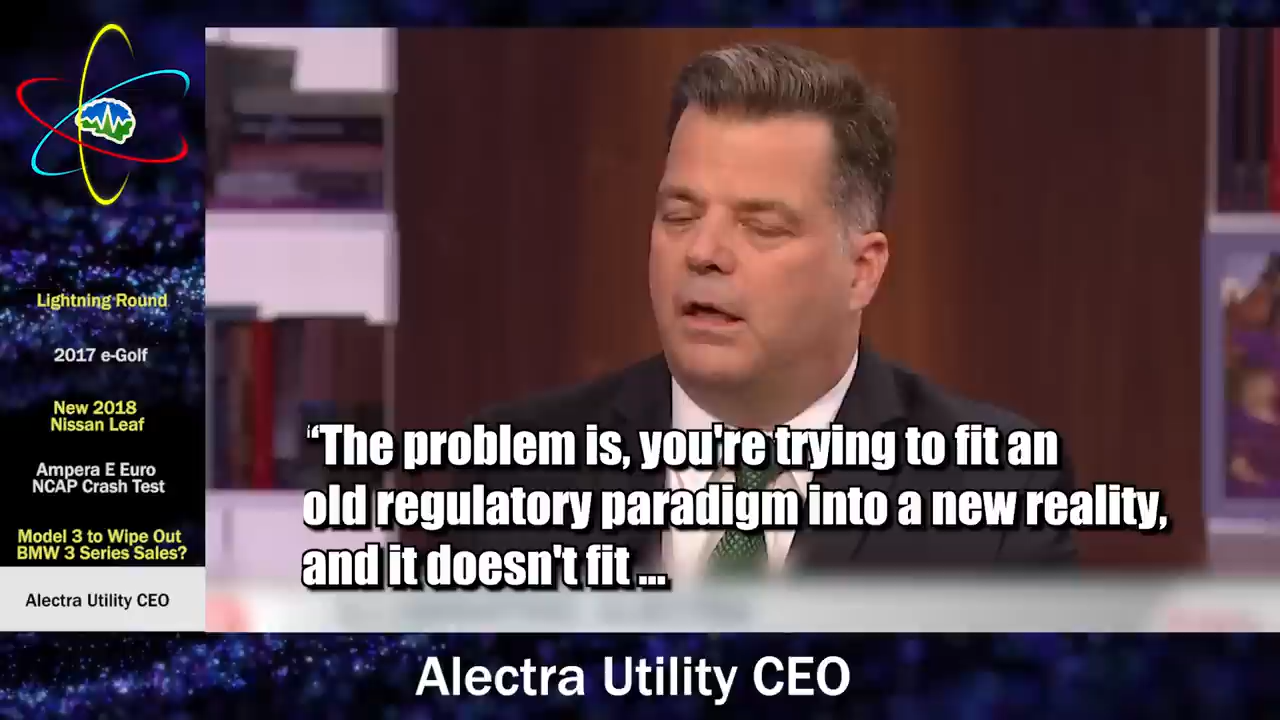 Lightning Round
2017 e-Golf
New 2018
Nissan Leaf
Ampera E Euro
NCAP Crash Test
Model 3 to Wipe Out
BMW 3 Series Sales?
Alectra Utility CEO
“The problem is, you're trying to fit an
old regulatory paradigm into a new reality,
and it doesn't fit ...
Alectra Utility CEO